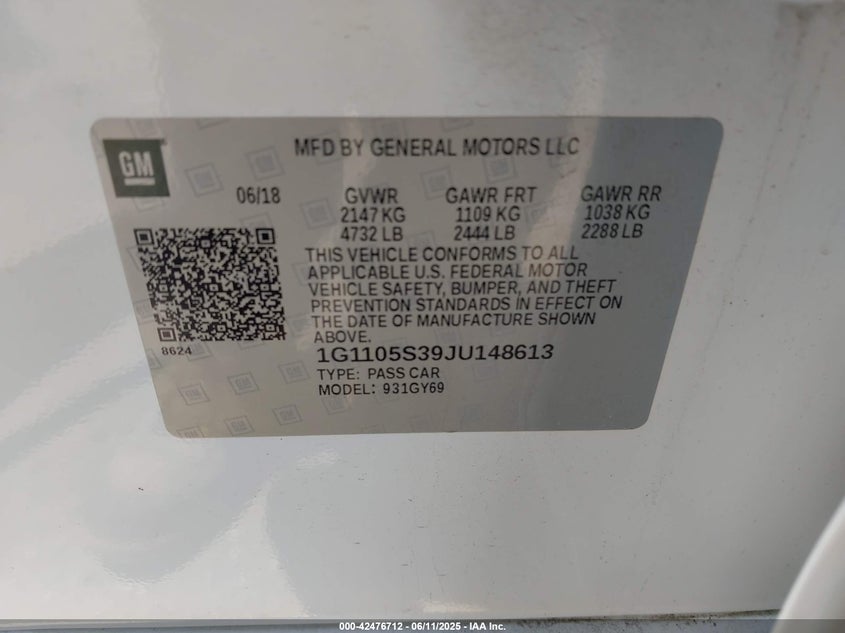 GM
MFD BY GENERAL MOTORS LLC
06/18 GVWR GAWR FRT GAWR RR
2147 KG 1109 KG 1038 KG
4732 LB 2444 LB 2288 LB
THIS VEHICLE CONFORMS TO ALL
APPLICABLE U.S. FEDERAL MOTOR
VEHICLE SAFETY, BUMPER, AND THEFT
PREVENTION STANDARDS IN EFFECT ON
THE DATE OF MANUFACTURE SHOWN
ABOVE.
8624
1G1105S39JU148613
TYPE: PASS CAR
MODEL: 931GY69
000-42476712 - 06/11/2025 - IAA Inc.